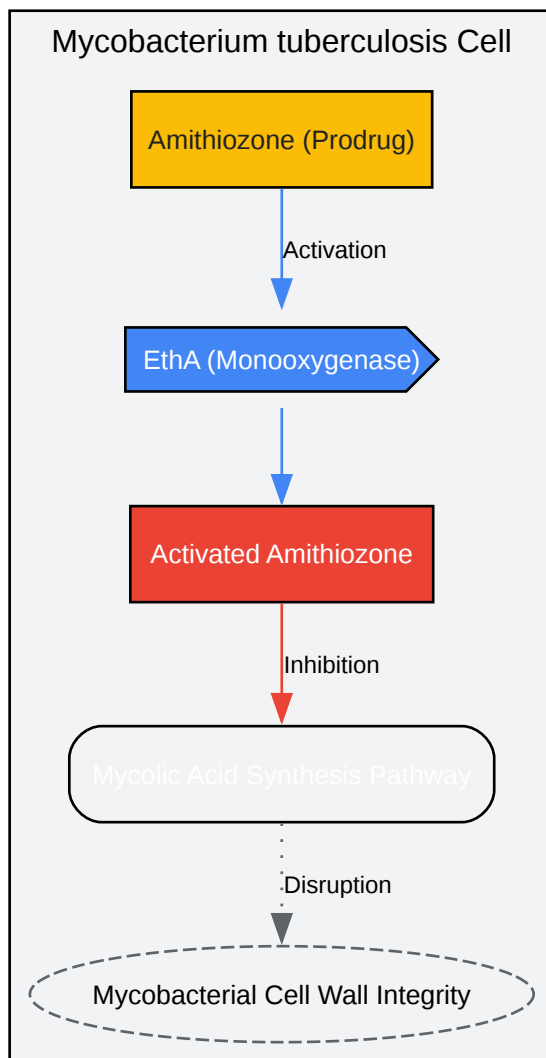 Mycobacterium tuberculosis Cell
Amithiozone (Prodrug)
Activation
EthA (Monooxygenase)
Activated Amithiozone
Inhibition
Mycolic Acid Synthesis Pathway
Disruption
Mycobacterial Cell Wall Integrity